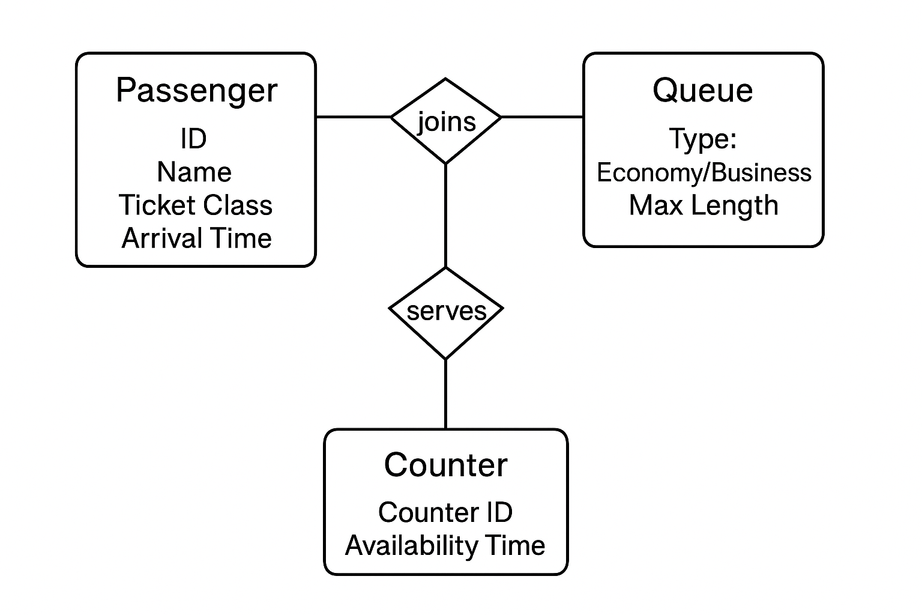 Passenger
ID
Name
Ticket Class
Arrival Time
joins
Queue
Type:
Economy/Business
Max Length
serves
Counter
Counter ID
Availability Time